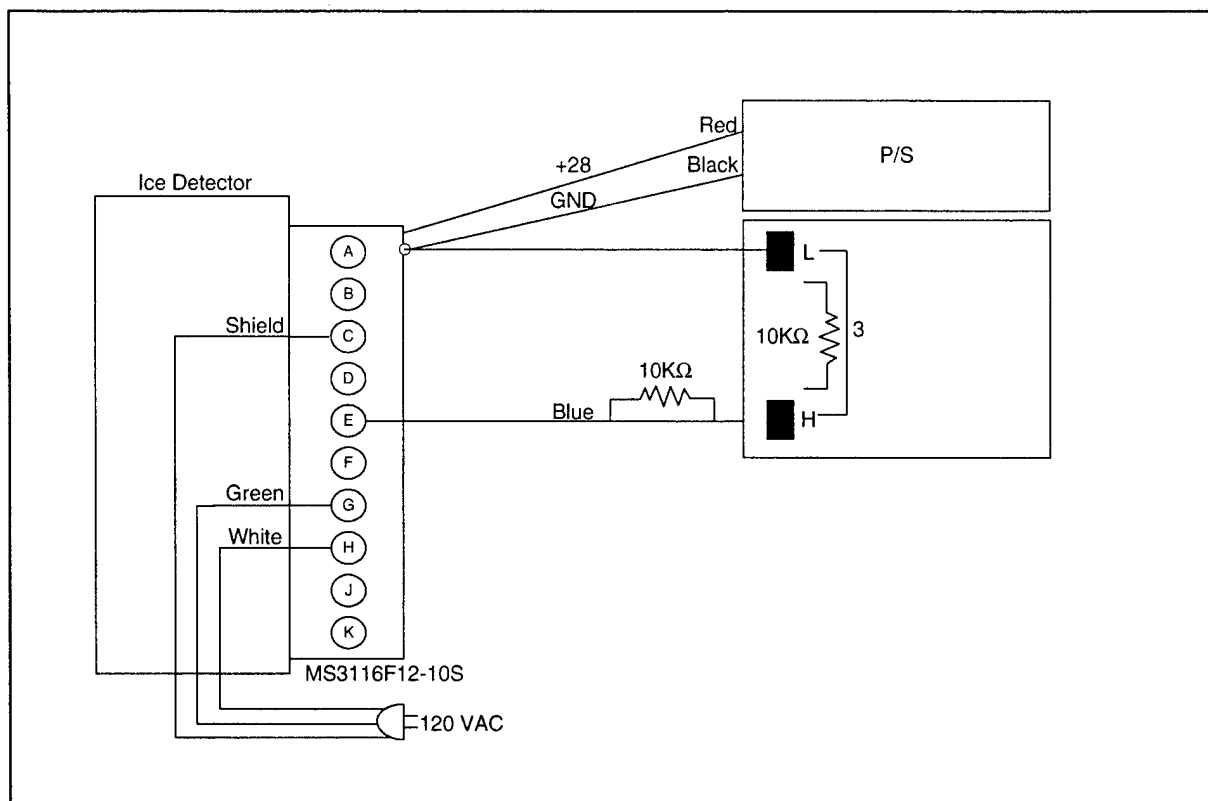 Red
P/S
+28
Black
Ice Detector
GND
A
L
B
Shield
C
10KΩ
3
D
10KΩ
Blue
E
H
F
Green
G
White
H
J
K
MS3116F12-10S
120 VAC